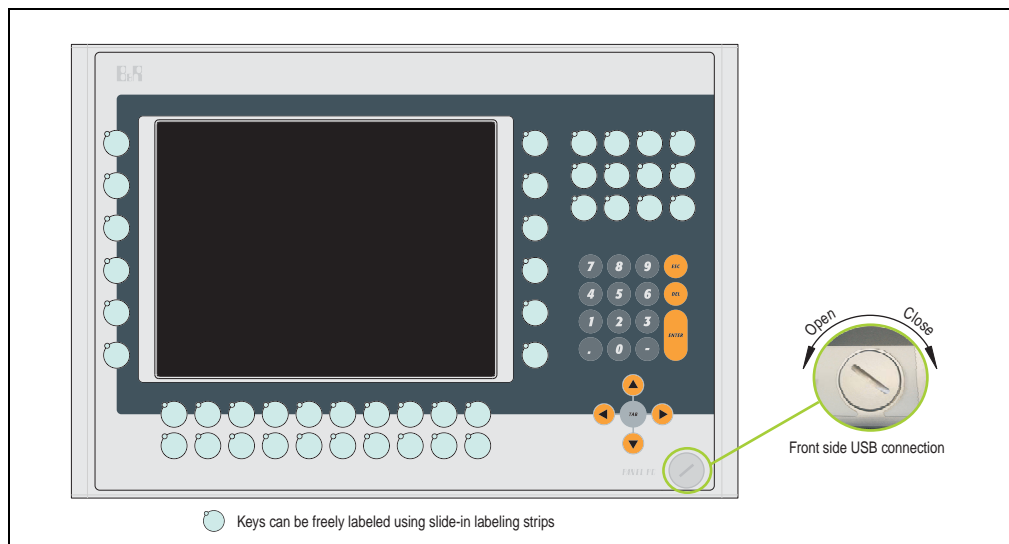 B&R
7 8 9 ESC
4 5 6 DEL
1 2 3 ENTER
. 0 -
TAB
Open Close
Front side USB connection
Keys can be freely labeled using slide-in labeling strips